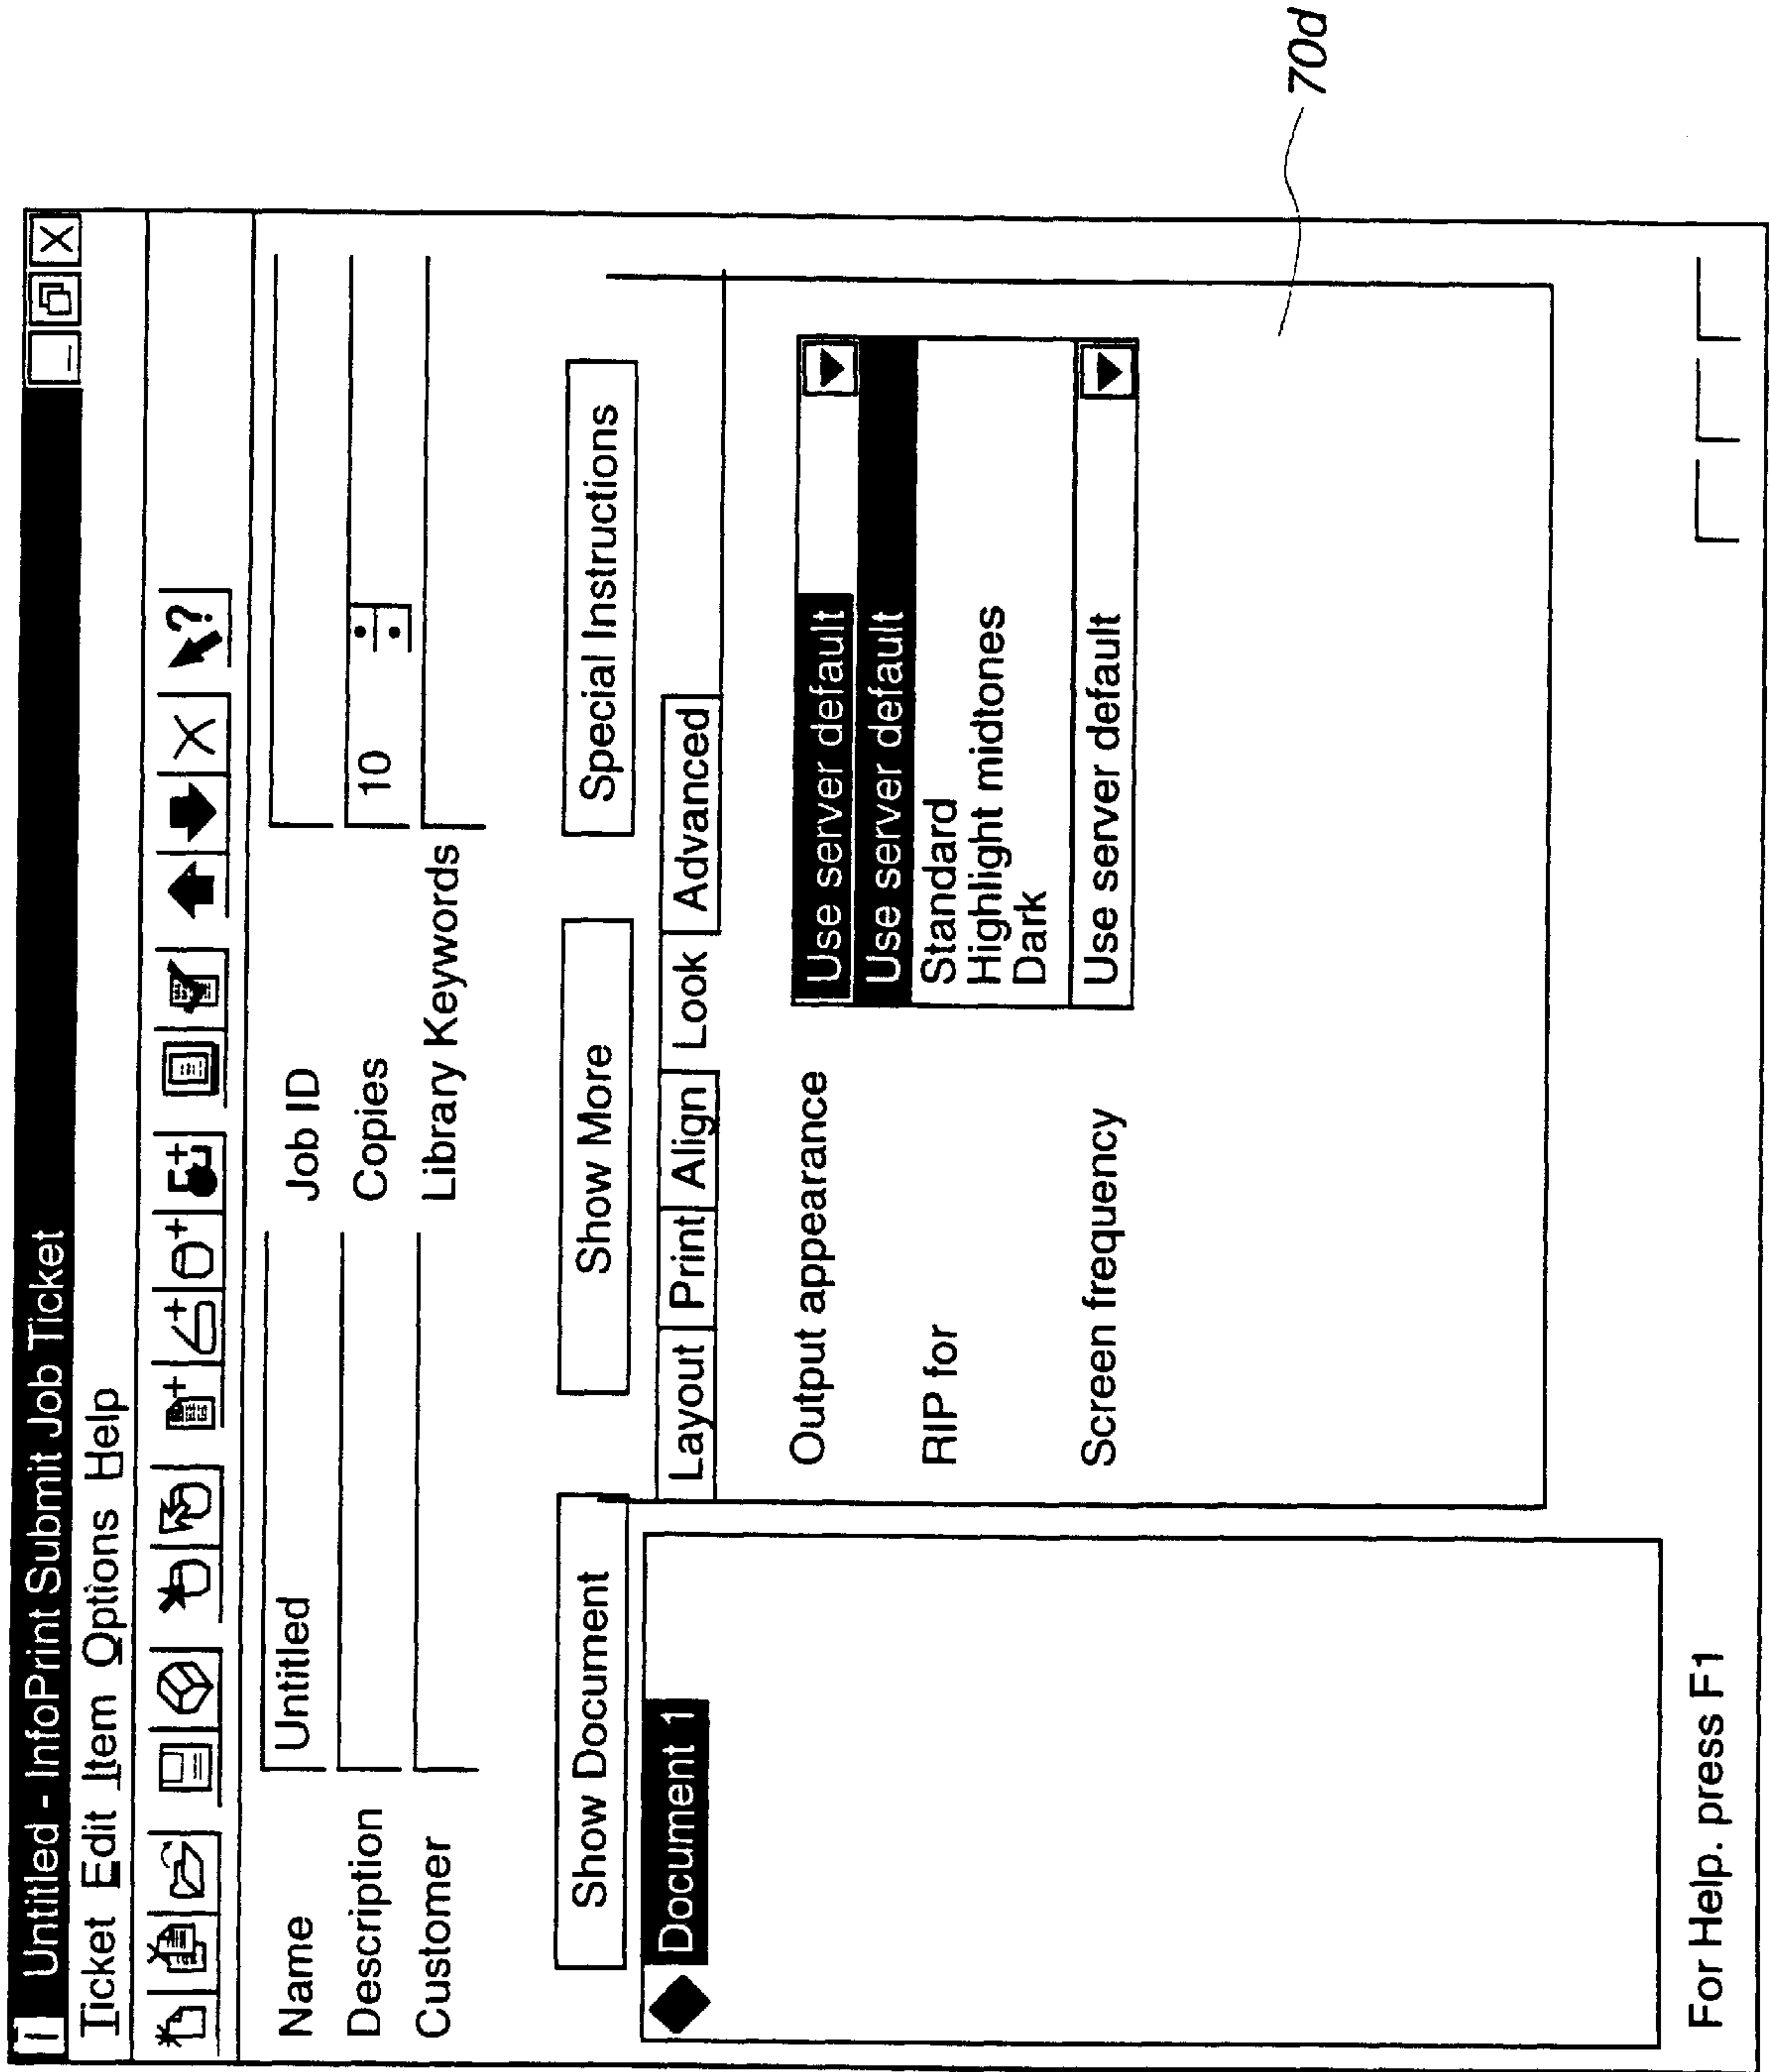 Untitled - InfoPrint Submit Job Ticket
Ticket Edit Item Options Help
Name Untitled Job ID
Description Copies 10
Customer Library Keywords
Show Document Show More Special Instructions
Document 1
Layout Print Align Look Advanced
Output appearance Use server default
Use server default
RIP for Standard
Highlight midtones
Dark
Screen frequency Use server default
70d
For Help. press F1